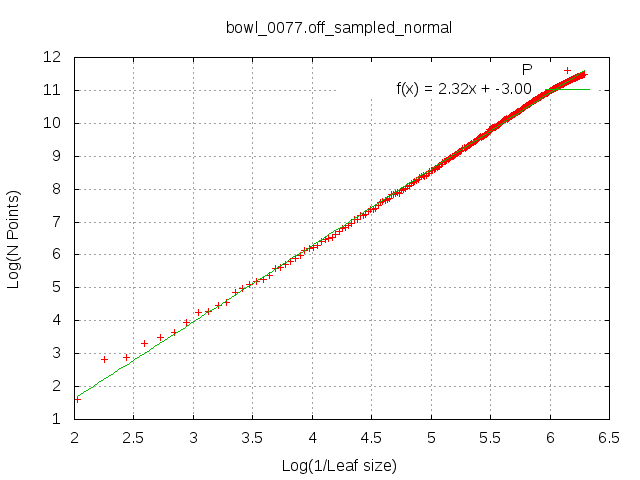 bowl_0077.off_sampled_normal
P
f(x) = 2.32x + -3.00
12
11
10
9
8
7
6
5
4
3
2
1
Log(N Points)
2 2.5 3 3.5 4 4.5 5 5.5 6 6.5
Log(1/Leaf size)